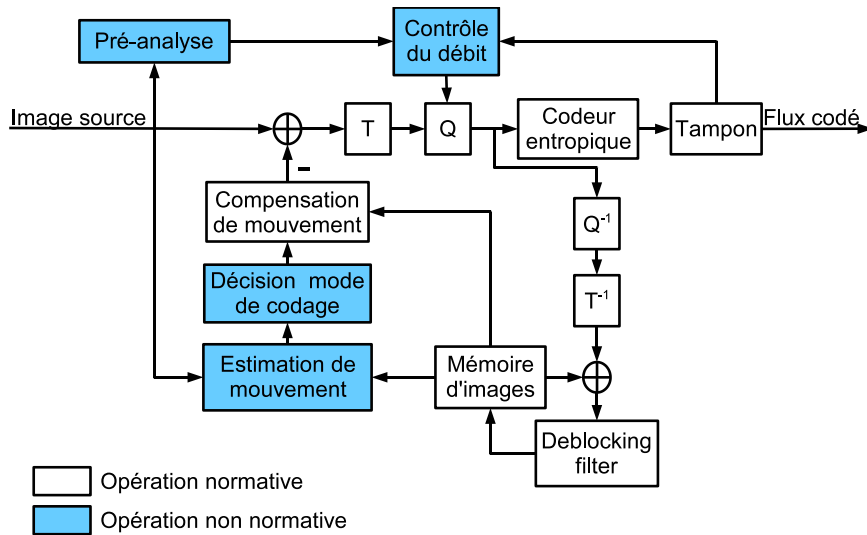 Pré-analyse
Contrôle
du débit
Image source
T
Q
Codeur
entropique
Tampon
Flux codé
-
Compensation
de mouvement
Q-1
Décision mode
de codage
T-1
Estimation de
mouvement
Mémoire
d'images
Deblocking
filter
Opération normative
Opération non normative